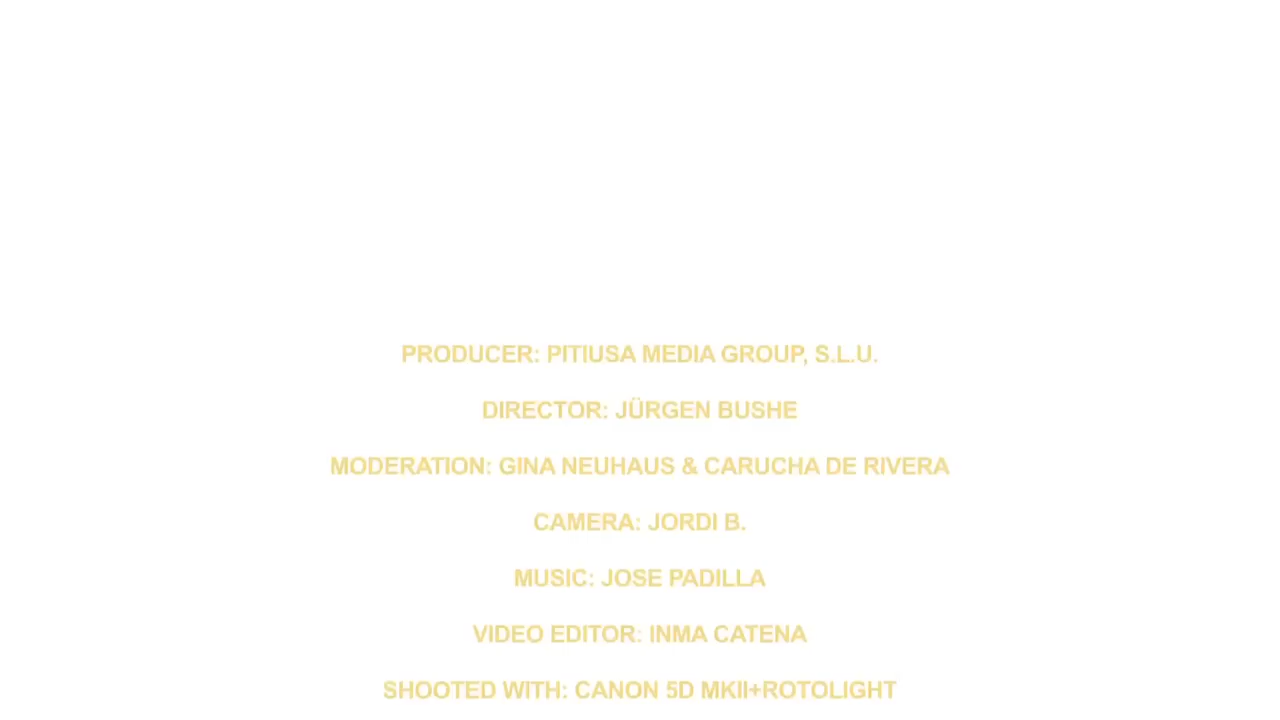 PRODUCER: PITIUSA MEDIA GROUP, S.L.U.
DIRECTOR: JÜRGEN BUSHE
MODERATION: GINA NEUHAUS & CARUCHA DE RIVERA
CAMERA: JORDI B.
MUSIC: JOSE PADILLA
VIDEO EDITOR: INMA CATENA
SHOOTED WITH: CANON 5D MKII+ROTOLIGHT